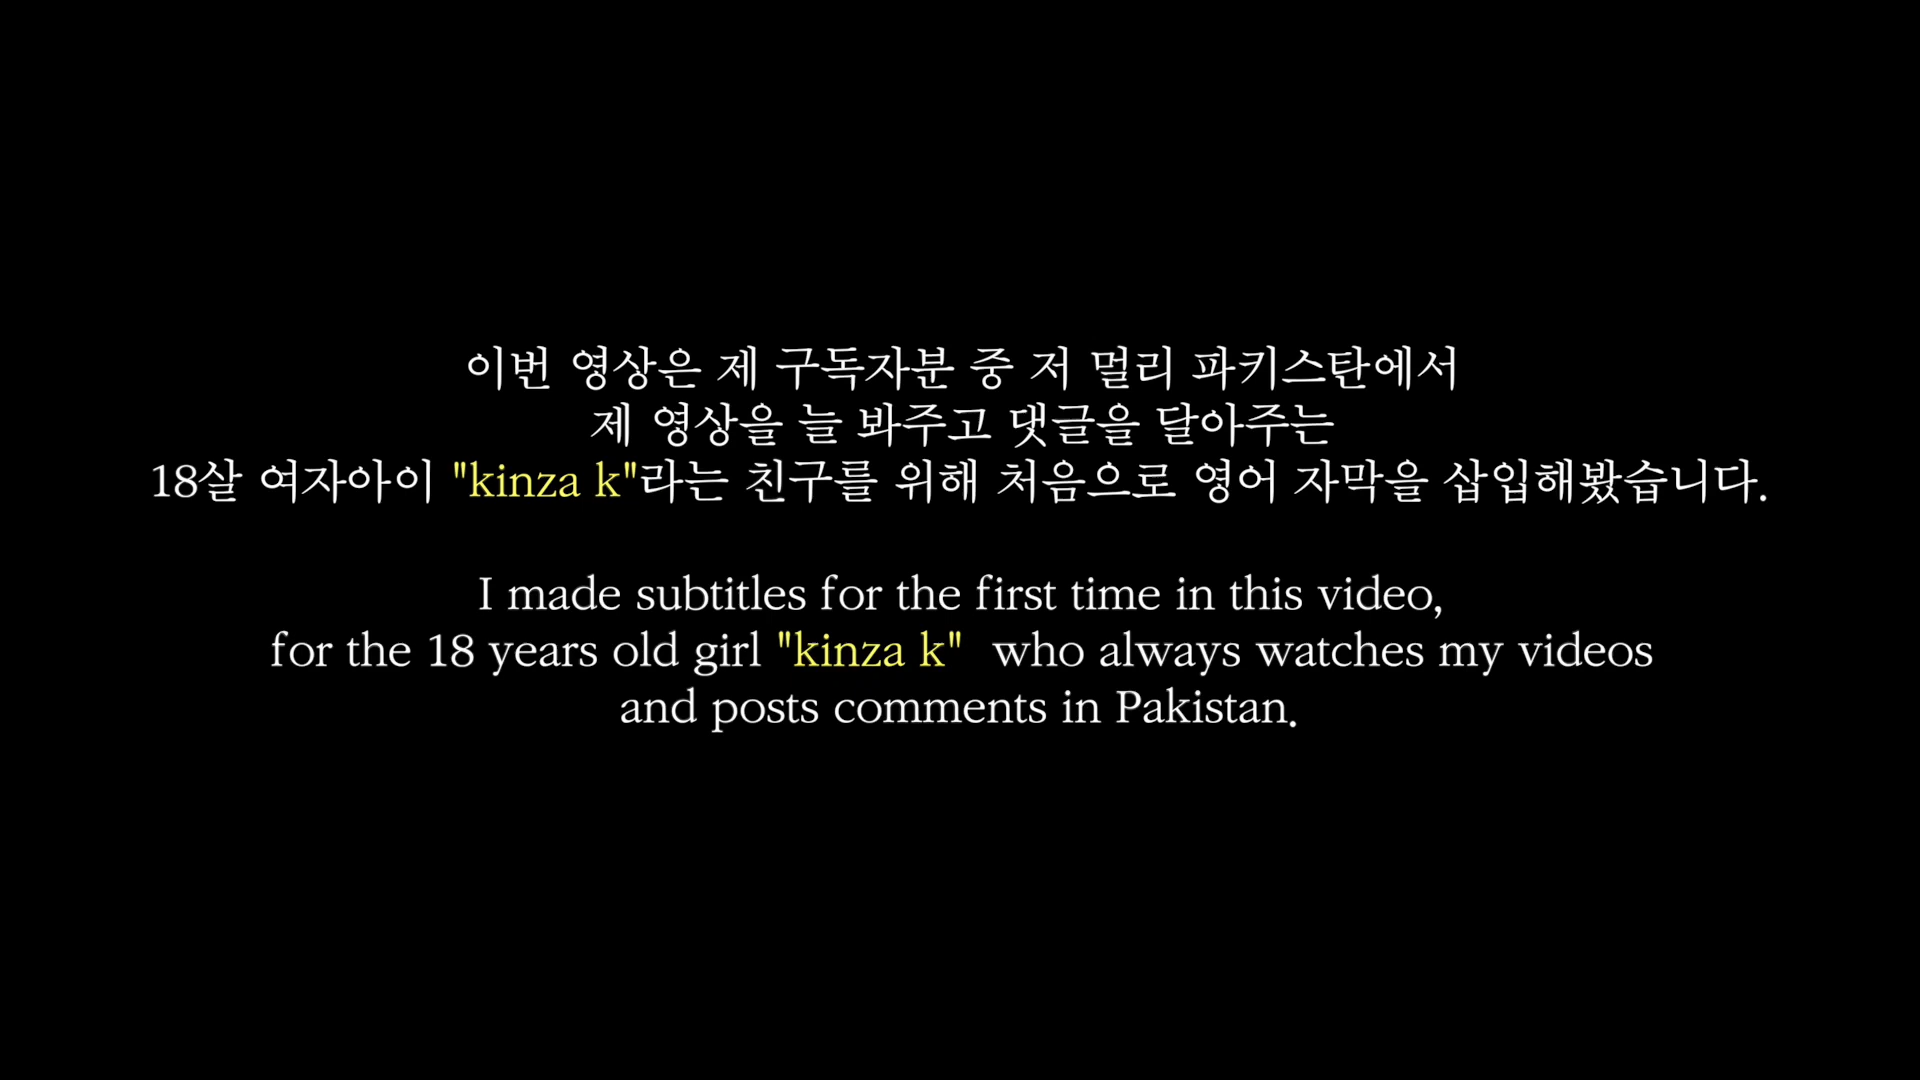 이번 영상은 제 구독자분 중 저 멀리 파키스탄에서
제 영상을 늘 봐주고 댓글을 달아주는
18살 여자아이 "kinza k"라는 친구를 위해 처음으로 영어 자막을 삽입해봤습니다.
I made subtitles for the first time in this video,
for the 18 years old girl "kinza k" who always watches my videos
and posts comments in Pakistan.